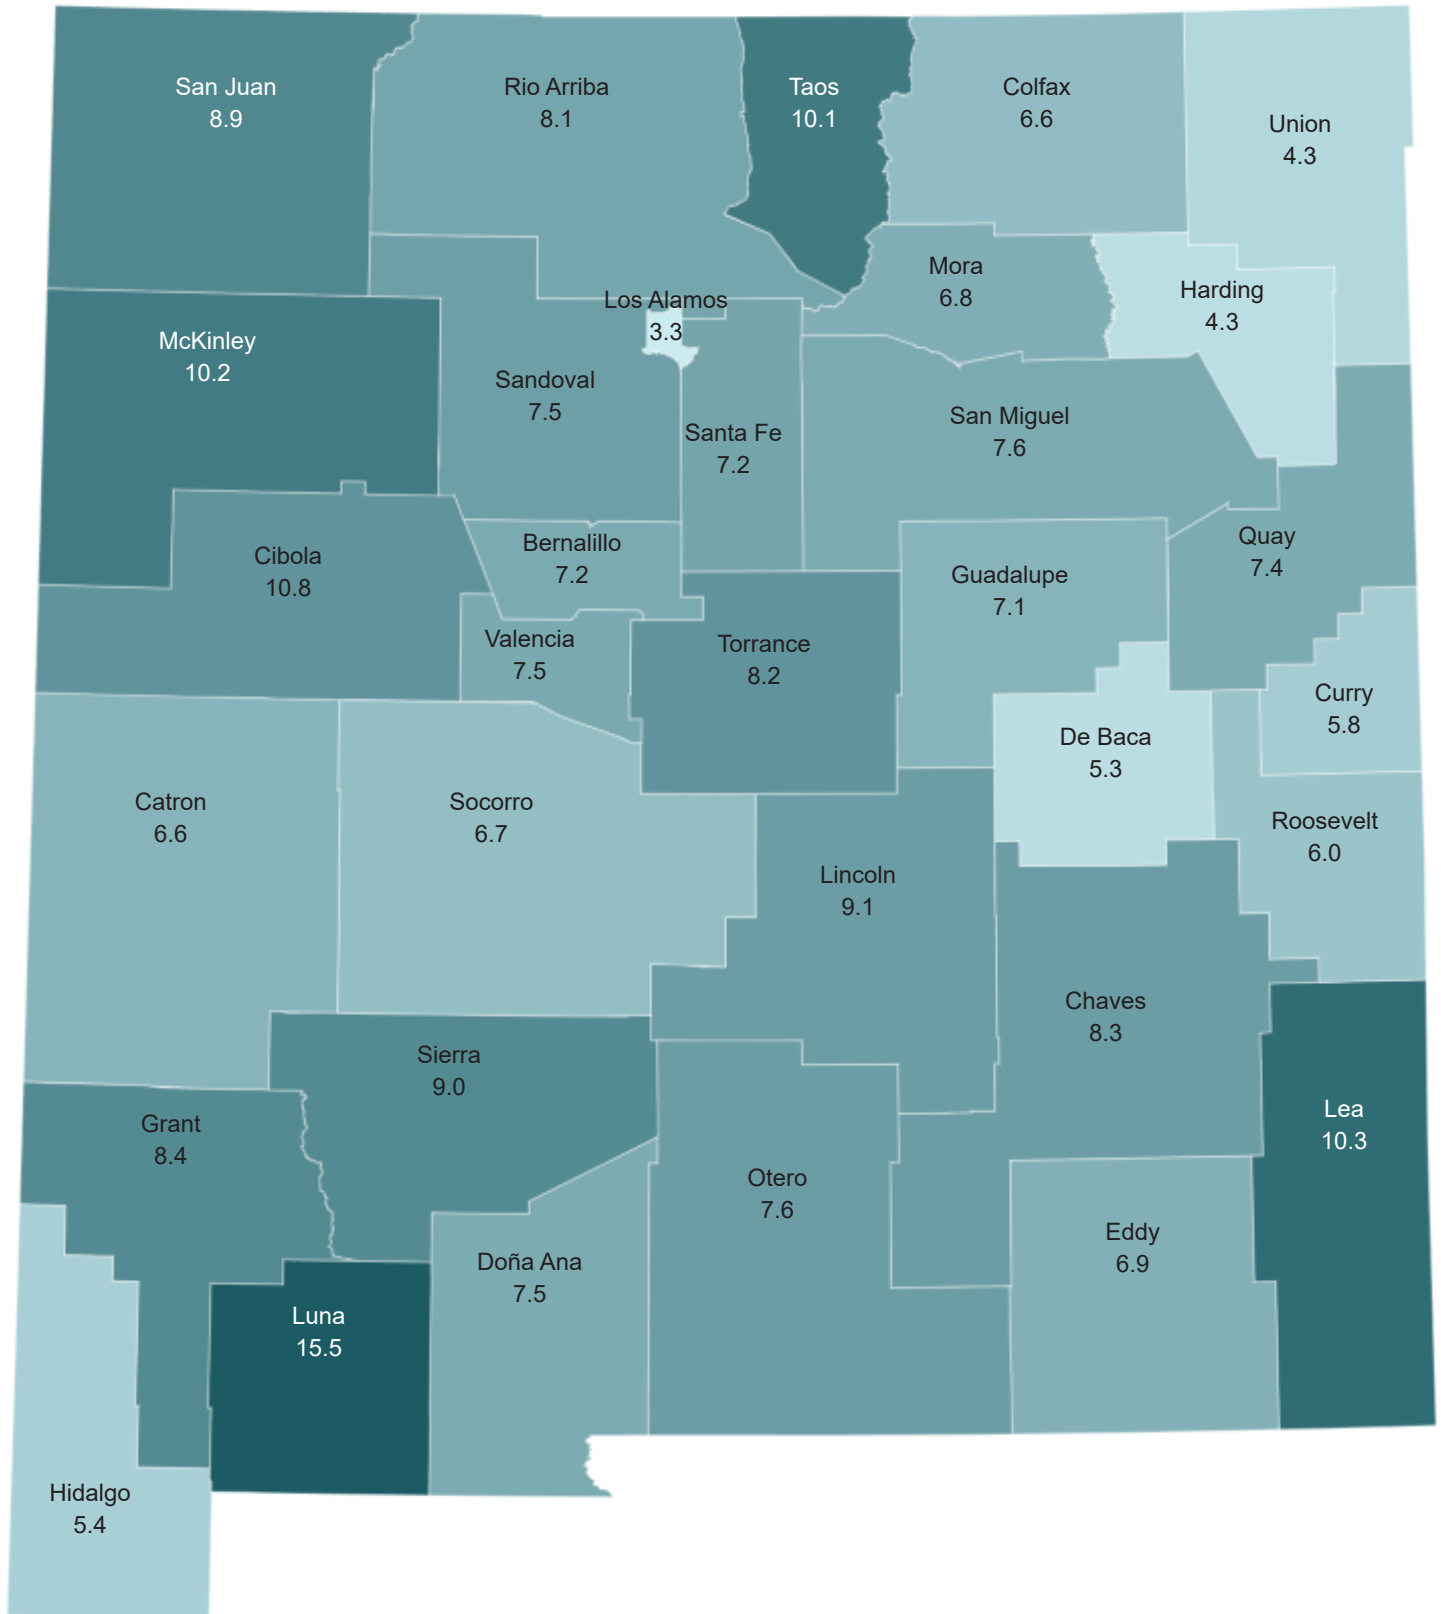 San Juan
8.9
Rio Arriba
8.1
Taos
10.1
Colfax
6.6
Union
4.3
Mora
6.8
Harding
4.3
Los Alamos
3.3
McKinley
10.2
Sandoval
7.5
Santa Fe
7.2
San Miguel
7.6
Cibola
10.8
Bernalillo
7.2
Guadalupe
7.1
Quay
7.4
Valencia
7.5
Torrance
8.2
Curry
5.8
De Baca
5.3
Catron
6.6
Socorro
6.7
Roosevelt
6.0
Lincoln
9.1
Chaves
8.3
Sierra
9.0
Grant
8.4
Lea
10.3
Otero
7.6
Eddy
6.9
Doña Ana
7.5
Luna
15.5
Hidalgo
5.4